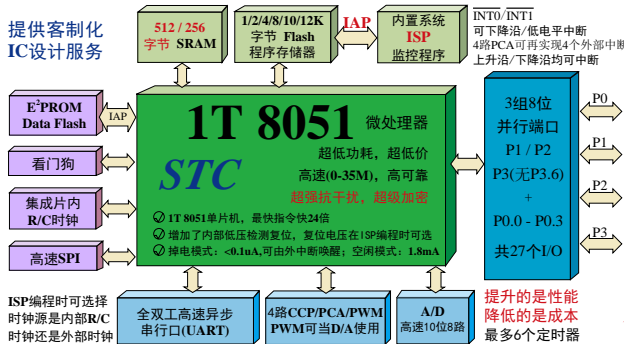 提供客制化
IC设计服务
512 / 256
字节 SRAM
1/2/4/8/10/12K
字节 Flash
程序存储器
IAP
内置系统
ISP
监控程序
INT0/INT1
可下降沿/低电平中断
4路PCA可再实现4个外部中断
上升沿/下降沿均可中断
E²PROM
Data Flash
IAP
看门狗
集成片内
R/C时钟
高速SPI
1T 8051 微处理器
STC
超低功耗，超低价
高速(0-35M)，高可靠
超强抗干扰，超级加密
1T 8051单片机，最快指令快24倍
增加了内部低压检测复位，复位电压在ISP编程时可选
掉电模式：<0.1uA,可由外中断唤醒；空闲模式：1.8mA
3组8位
并行端口
P1 / P2
P3(无P3.6)
+
P0.0 - P0.3
共27个I/O
P0
P1
P2
P3
ISP编程时可选择
时钟源是内部R/C
时钟还是外部时钟
全双工高速异步
串行口(UART)
4路CCP/PCA/PWM
PWM可当D/A使用
A/D
高速10位8路
提升的是性能
降低的是成本
最多6个定时器